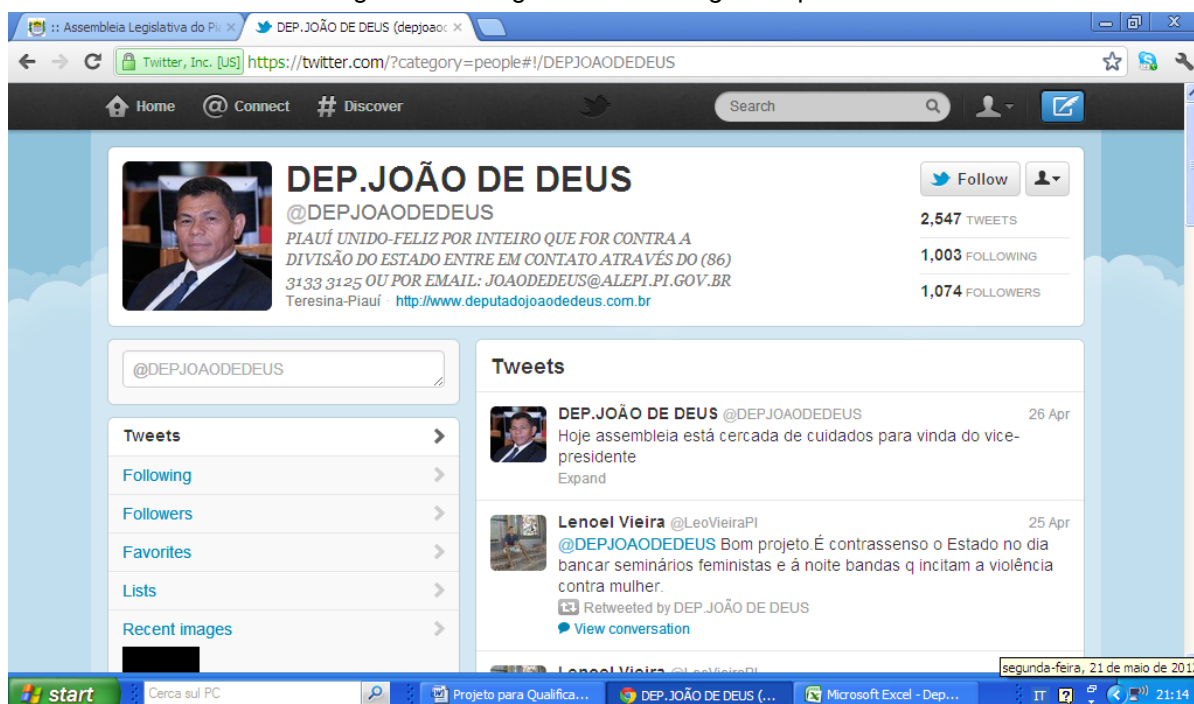 :: Assembleia Legislativa do Pi
DEP.JOÃO DE DEUS (depjoaoc
Twitter, Inc. [US] https://twitter.com/?category=people#!/DEPJOAODEDEUS
Home @ Connect # Discover Search
DEP.JOÃO DE DEUS
@DEPJOAODEDEUS
PIAUÍ UNIDO-FELIZ POR INTEIRO QUE FOR CONTRA A
DIVISÃO DO ESTADO ENTRE EM CONTATO ATRAVÉS DO (86)
3133 3125 OU POR EMAIL: JOAODEDEUS@ALEPI.PI.GOV.BR
Teresina-Piauí · http://www.deputadojoaodedeus.com.br
Follow
2,547 TWEETS
1,003 FOLLOWING
1,074 FOLLOWERS
@DEPJOAODEDEUS
Tweets
Following
Followers
Favorites
Lists
Recent images
Tweets
DEP.JOÃO DE DEUS @DEPJOAODEDEUS 26 Apr
Hoje assembleia está cercada de cuidados para vinda do vice-
presidente
Expand
Lenoel Vieira @LeoVieiraPI 25 Apr
@DEPJOAODEDEUS Bom projeto.É contrassenso o Estado no dia
bancar seminários feministas e á noite bandas q incitam a violência
contra mulher.
Retweeted by DEP.JOÃO DE DEUS
View conversation
Lenoel Vieira @LeoVieiraPI
segunda-feira, 21 de maio de 201
start Cerca sul PC Projeto para Qualifica... DEP.JOÃO DE DEUS (... Microsoft Excel - Dep... IT 21:14